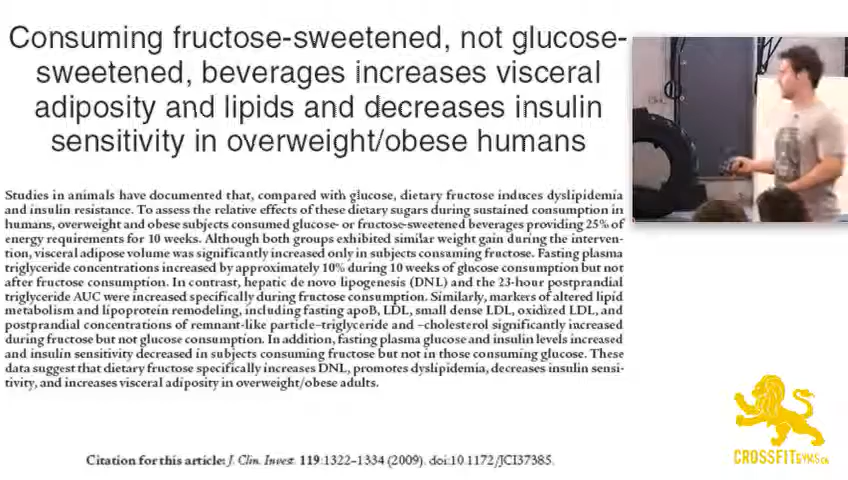 Consuming fructose-sweetened, not glucose-
sweetened, beverages increases visceral
adiposity and lipids and decreases insulin
sensitivity in overweight/obese humans
Studies in animals have documented that, compared with glucose, dietary fructose induces dyslipidemia
and insulin resistance. To assess the relative effects of these dietary sugars during sustained consumption in
humans, overweight and obese subjects consumed glucose- or fructose-sweetened beverages providing 25% of
energy requirements for 10 weeks. Although both groups exhibited similar weight gain during the interven-
tion, visceral adipose volume was significantly increased only in subjects consuming fructose. Fasting plasma
triglyceride concentrations increased by approximately 10% during 10 weeks of glucose consumption but not
after fructose consumption. In contrast, hepatic de novo lipogenesis (DNL) and the 23-hour postprandial
triglyceride AUC were increased specifically during fructose consumption. Similarly, markers of altered lipid
metabolism and lipoprotein remodeling, including fasting apoB, LDL, small dense LDL, oxidized LDL, and
postprandial concentrations of remnant-like particle–triglyceride and –cholesterol significantly increased
during fructose but not glucose consumption. In addition, fasting plasma glucose and insulin levels increased
and insulin sensitivity decreased in subjects consuming fructose but not in those consuming glucose. These
data suggest that dietary fructose specifically increases DNL, promotes dyslipidemia, decreases insulin sensi-
tivity, and increases visceral adiposity in overweight/obese adults.
Citation for this article: J. Clin. Invest. 119:1322–1334 (2009). doi:10.1172/JCI37385.
CROSSFITGYMS.CA